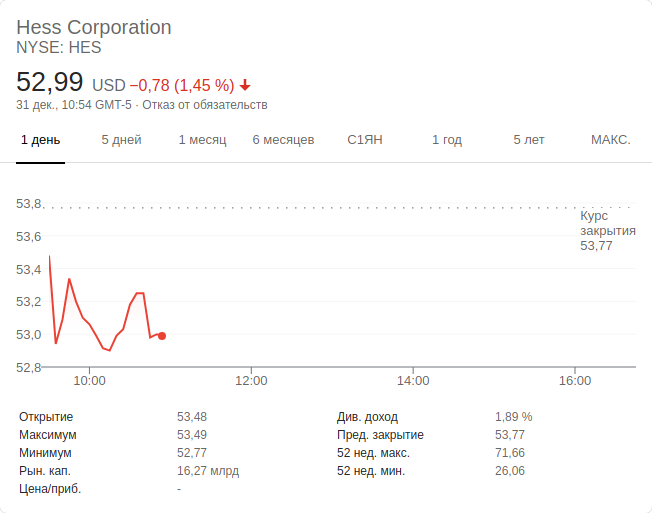 Hess Corporation
NYSE: HES
52,99 USD −0,78 (1,45 %)
31 дек., 10:54 GMT-5 · Отказ от обязательств
1 день 5 дней 1 месяц 6 месяцев С1ЯН 1 год 5 лет МАКС.
53,8
53,6
53,4
53,2
53,0
52,8
Курс
закрытия
53,77
10:00 12:00 14:00 16:00
Открытие 53,48 Див. доход 1,89 %
Максимум 53,49 Пред. закрытие 53,77
Минимум 52,77 52 нед. макс. 71,66
Рын. кап. 16,27 млрд 52 нед. мин. 26,06
Цена/приб. -